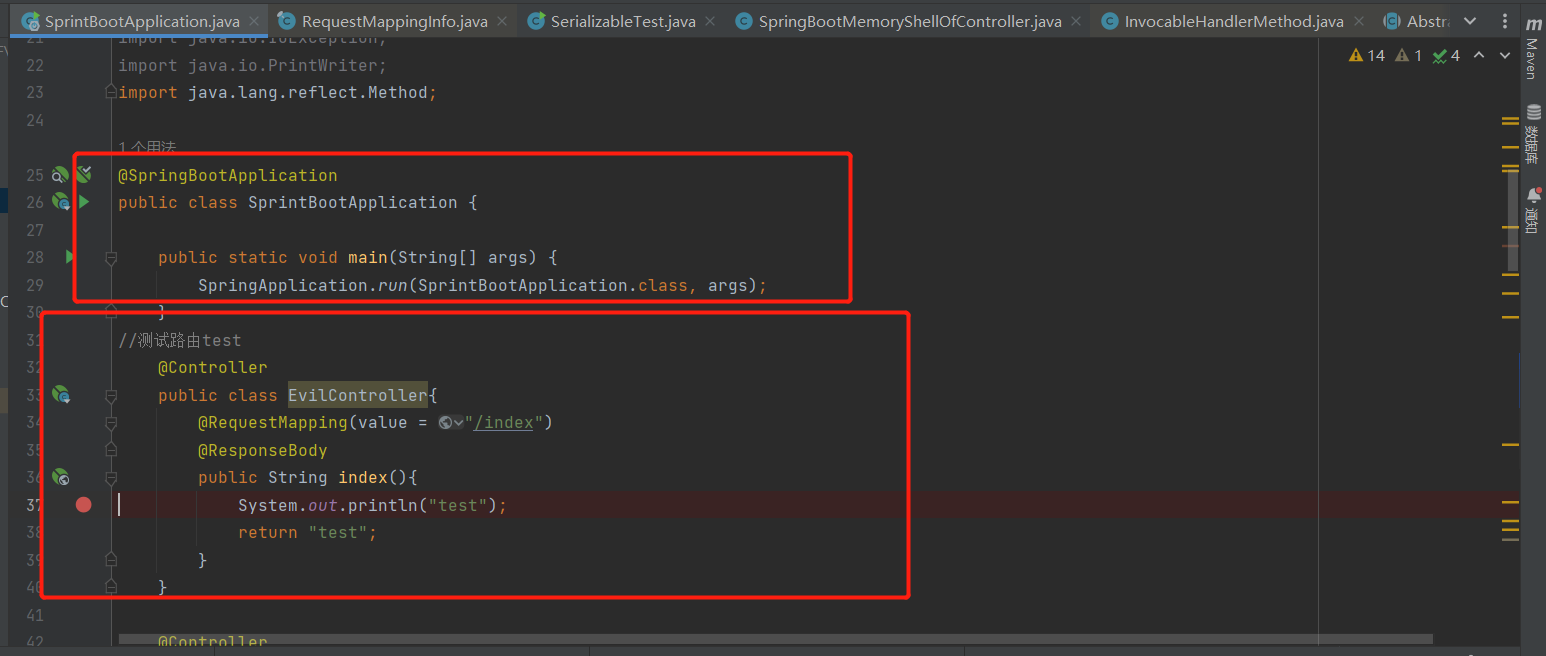 SprintBootApplication.java RequestMappingInfo.java SerializableTest.java SpringBootMemoryShellOfController.java InvocableHandlerMethod.java Abstra
21 import java.io.IOException;
14 1 4
22 import java.io.PrintWriter;
23 import java.lang.reflect.Method;
24
1 个用法
25 @SpringBootApplication
26 public class SprintBootApplication {
27
28 public static void main(String[] args) {
29 SpringApplication.run(SprintBootApplication.class, args);
30 }
31 //测试路由test
32 @Controller
33 public class EvilController{
34 @RequestMapping(value = "/index")
35 @ResponseBody
36 public String index(){
37 System.out.println("test");
38 return "test";
39 }
40 }
41
42 @Controller
m
Maven
数据库
通知